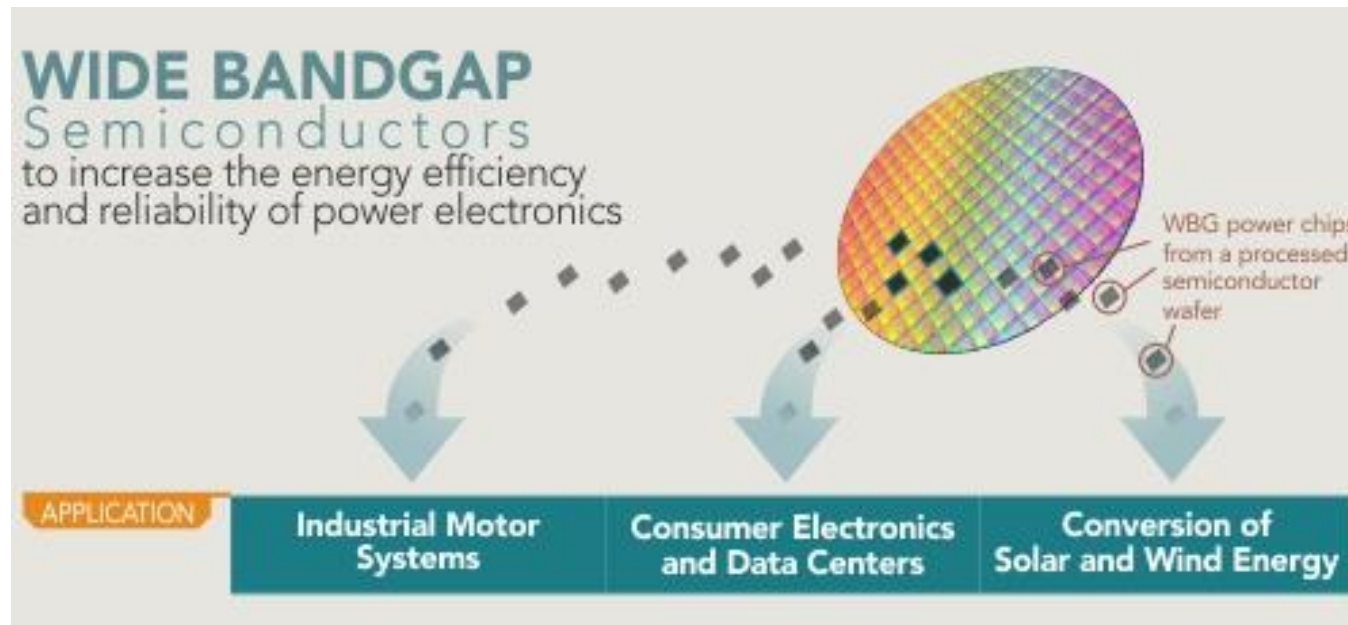 WIDE BANDGAP
Semiconductors
to increase the energy efficiency
and reliability of power electronics
WBG power chips
from a processed
semiconductor
wafer
APPLICATION
Industrial Motor
Systems
Consumer Electronics
and Data Centers
Conversion of
Solar and Wind Energy